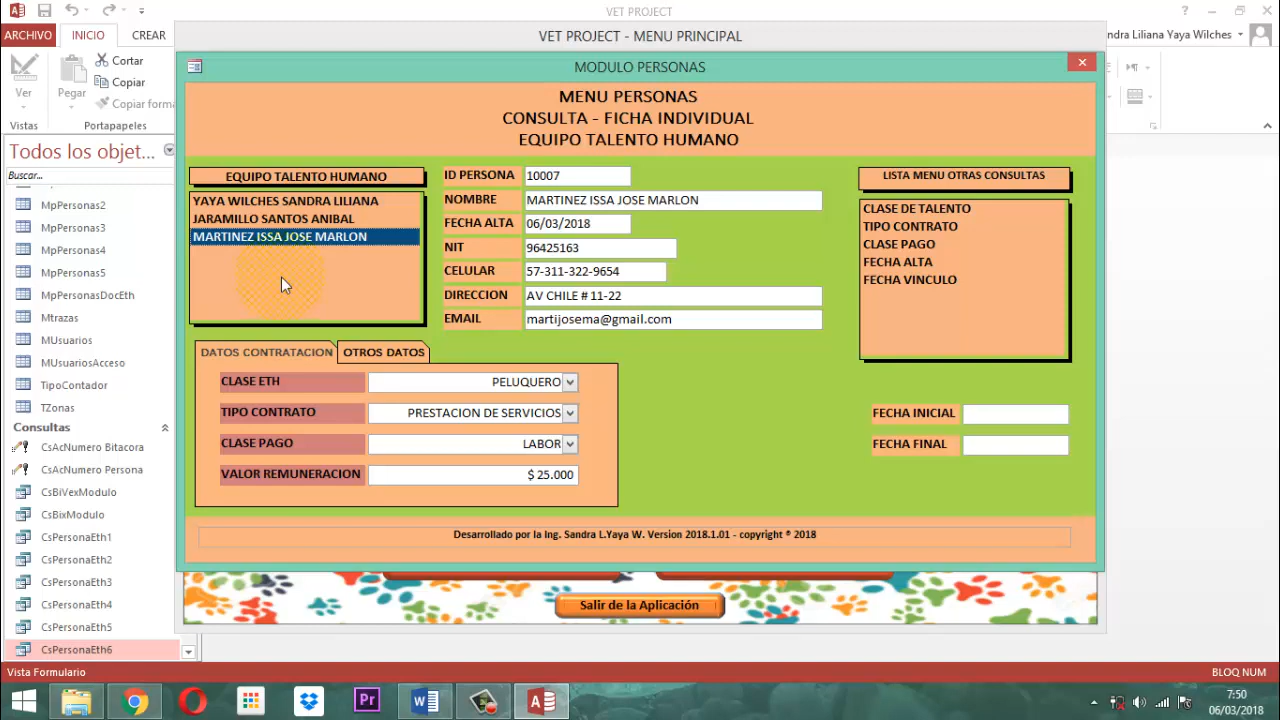 VET PROJECT
?
ARCHIVO
INICIO
CREAR
ndra Liliana Yaya Wilches
Ver
Pegar
Cortar
Copiar
Copiar forma
Vistas
Portapapeles
Todos los objet...
Buscar...
MpPersonas2
MpPersonas3
MpPersonas4
MpPersonas5
MpPersonasDocEth
Mtrazas
MUsuarios
MUsuariosAcceso
TipoContador
TZonas
Consultas
CsAcNumero Bitacora
CsAcNumero Persona
CsBiVexModulo
CsBixModulo
CsPersonaEth1
CsPersonaEth2
CsPersonaEth3
CsPersonaEth4
CsPersonaEth5
CsPersonaEth6
VET PROJECT - MENU PRINCIPAL
MODULO PERSONAS
MENU PERSONAS
CONSULTA - FICHA INDIVIDUAL
EQUIPO TALENTO HUMANO
EQUIPO TALENTO HUMANO
YAYA WILCHES SANDRA LILIANA
JARAMILLO SANTOS ANIBAL
MARTINEZ ISSA JOSE MARLON
ID PERSONA 10007
NOMBRE MARTINEZ ISSA JOSE MARLON
FECHA ALTA 06/03/2018
NIT 96425163
CELULAR 57-311-322-9654
DIRECCION AV CHILE # 11-22
EMAIL martijosema@gmail.com
LISTA MENU OTRAS CONSULTAS
CLASE DE TALENTO
TIPO CONTRATO
CLASE PAGO
FECHA ALTA
FECHA VINCULO
DATOS CONTRATACION OTROS DATOS
CLASE ETH PELUQUERO
TIPO CONTRATO PRESTACION DE SERVICIOS
CLASE PAGO LABOR
VALOR REMUNERACION $ 25.000
FECHA INICIAL
FECHA FINAL
Desarrollado por la Ing. Sandra L.Yaya W. Version 2018.1.01 - copyright ® 2018
Salir de la Aplicación
Vista Formulario
BLOQ NUM
Pr
7:50
06/03/2018